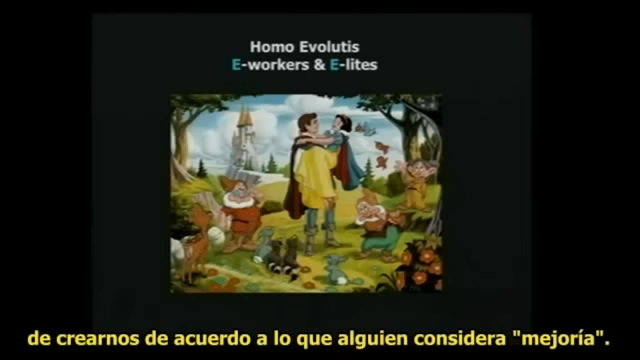 Homo Evolutis
E-workers & E-lites
de crearnos de acuerdo a lo que alguien considera "mejoría".